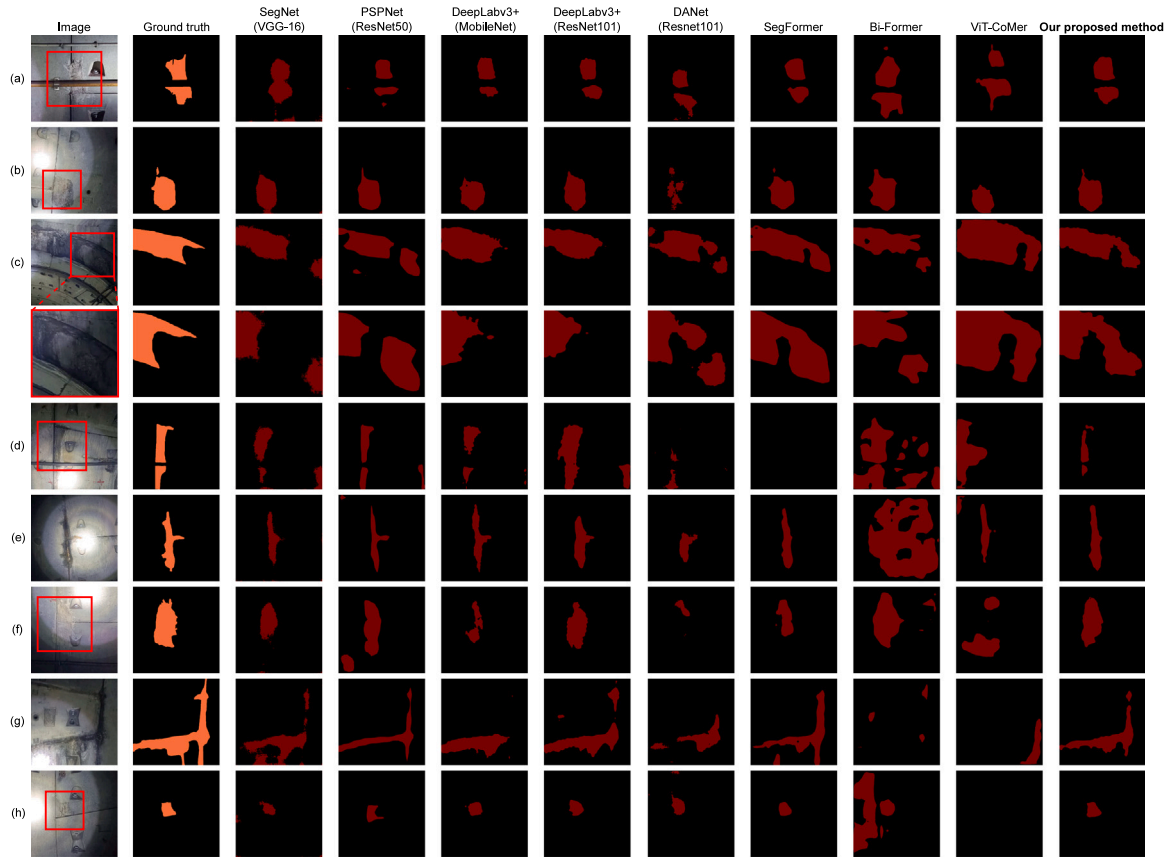 Image
Ground truth
SegNet
(VGG-16)
PSPNet
(ResNet50)
DeepLabv3+
(MobileNet)
DeepLabv3+
(ResNet101)
DANet
(Resnet101)
SegFormer
Bi-Former
ViT-CoMer
Our proposed method
(a)
(b)
(c)
(d)
(e)
(f)
(g)
(h)